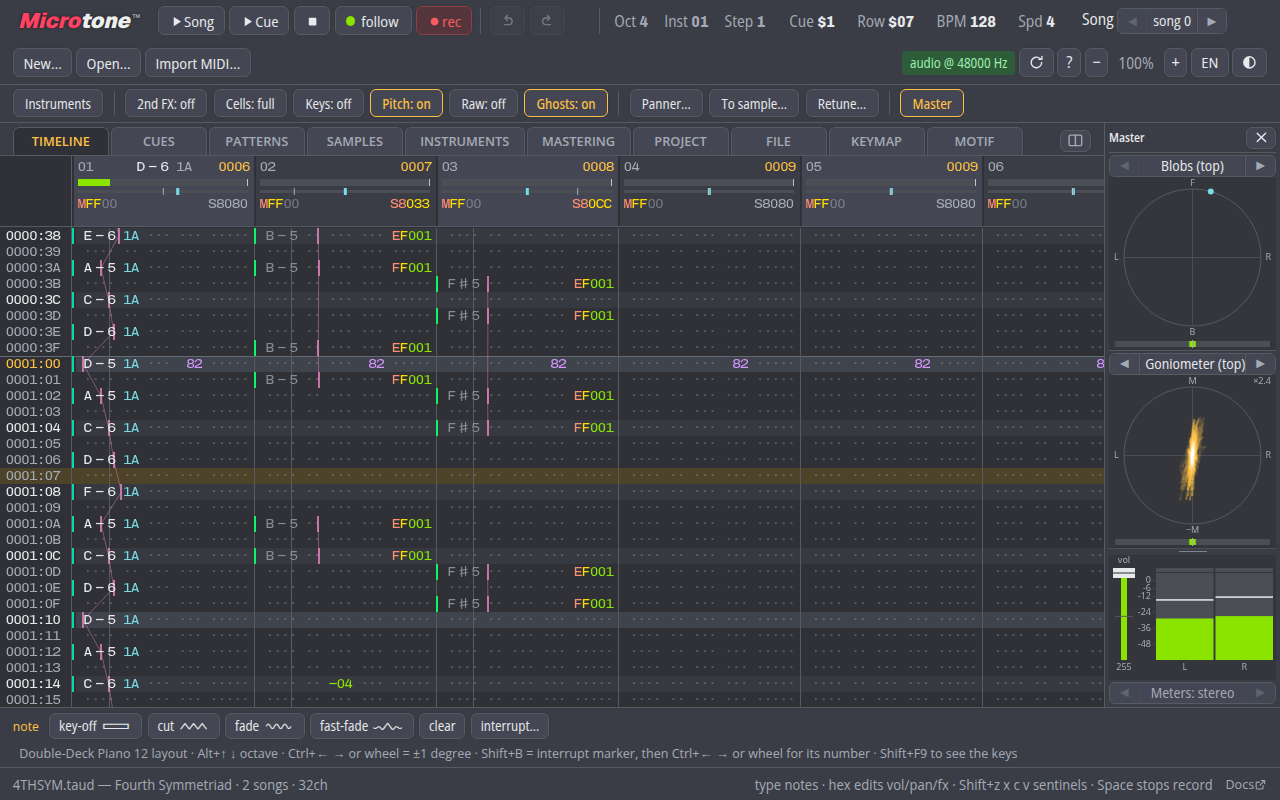 Microtone™ Song Cue follow rec Oct 4 Inst 01 Step 1 Cue $1 Row $07 BPM 128 Spd 4 Song song 0
New... Open... Import MIDI... audio @ 48000 Hz ? − 100% + EN
Instruments 2nd FX: off Cells: full Keys: off Pitch: on Raw: off Ghosts: on Panner... To sample... Retune... Master
TIMELINE CUES PATTERNS SAMPLES INSTRUMENTS MASTERING PROJECT FILE KEYMAP MOTIF
01 D−6 1A 0006 02 0007 03 0008 04 0009 05 0009 06
MFF00 S8080 MFF00 S8033 MFF00 S80CC MFF00 S8080 MFF00 S8080 MFF00
0000:38 E−6 1A B−5 EF001
0000:39
0000:3A A−5 1A B−5 FF001
0000:3B F♯5 EF001
0000:3C C−6 1A
0000:3D F♯5 FF001
0000:3E D−6 1A
0000:3F B−5 EF001
0001:00 D−5 1A 82 82 82 82 82 8
0001:01 B−5 FF001
0001:02 A−5 1A F♯5 EF001
0001:03
0001:04 C−6 1A F♯5 FF001
0001:05
0001:06 D−6 1A
0001:07
0001:08 F−6 1A
0001:09
0001:0A A−5 1A B−5 EF001
0001:0B
0001:0C C−6 1A B−5 FF001
0001:0D F♯5 EF001
0001:0E D−6 1A
0001:0F F♯5 FF001
0001:10 D−5 1A
0001:11
0001:12 A−5 1A
0001:13
0001:14 C−6 1A −04
0001:15
Master
Blobs (top)
F
L R
B
Goniometer (top)
M ×2.4
L R
−M
vol
0
-6
-12
-24
-36
-48
255 L R
Meters: stereo
note key-off cut fade fast-fade clear interrupt...
Double-Deck Piano 12 layout · Alt+↑ ↓ octave · Ctrl+← → or wheel = ±1 degree · Shift+B = interrupt marker, then Ctrl+← → or wheel for its number · Shift+F9 to see the keys
4THSYM.taud — Fourth Symmetriad · 2 songs · 32ch type notes · hex edits vol/pan/fx · Shift+z x c v sentinels · Space stops record Docs